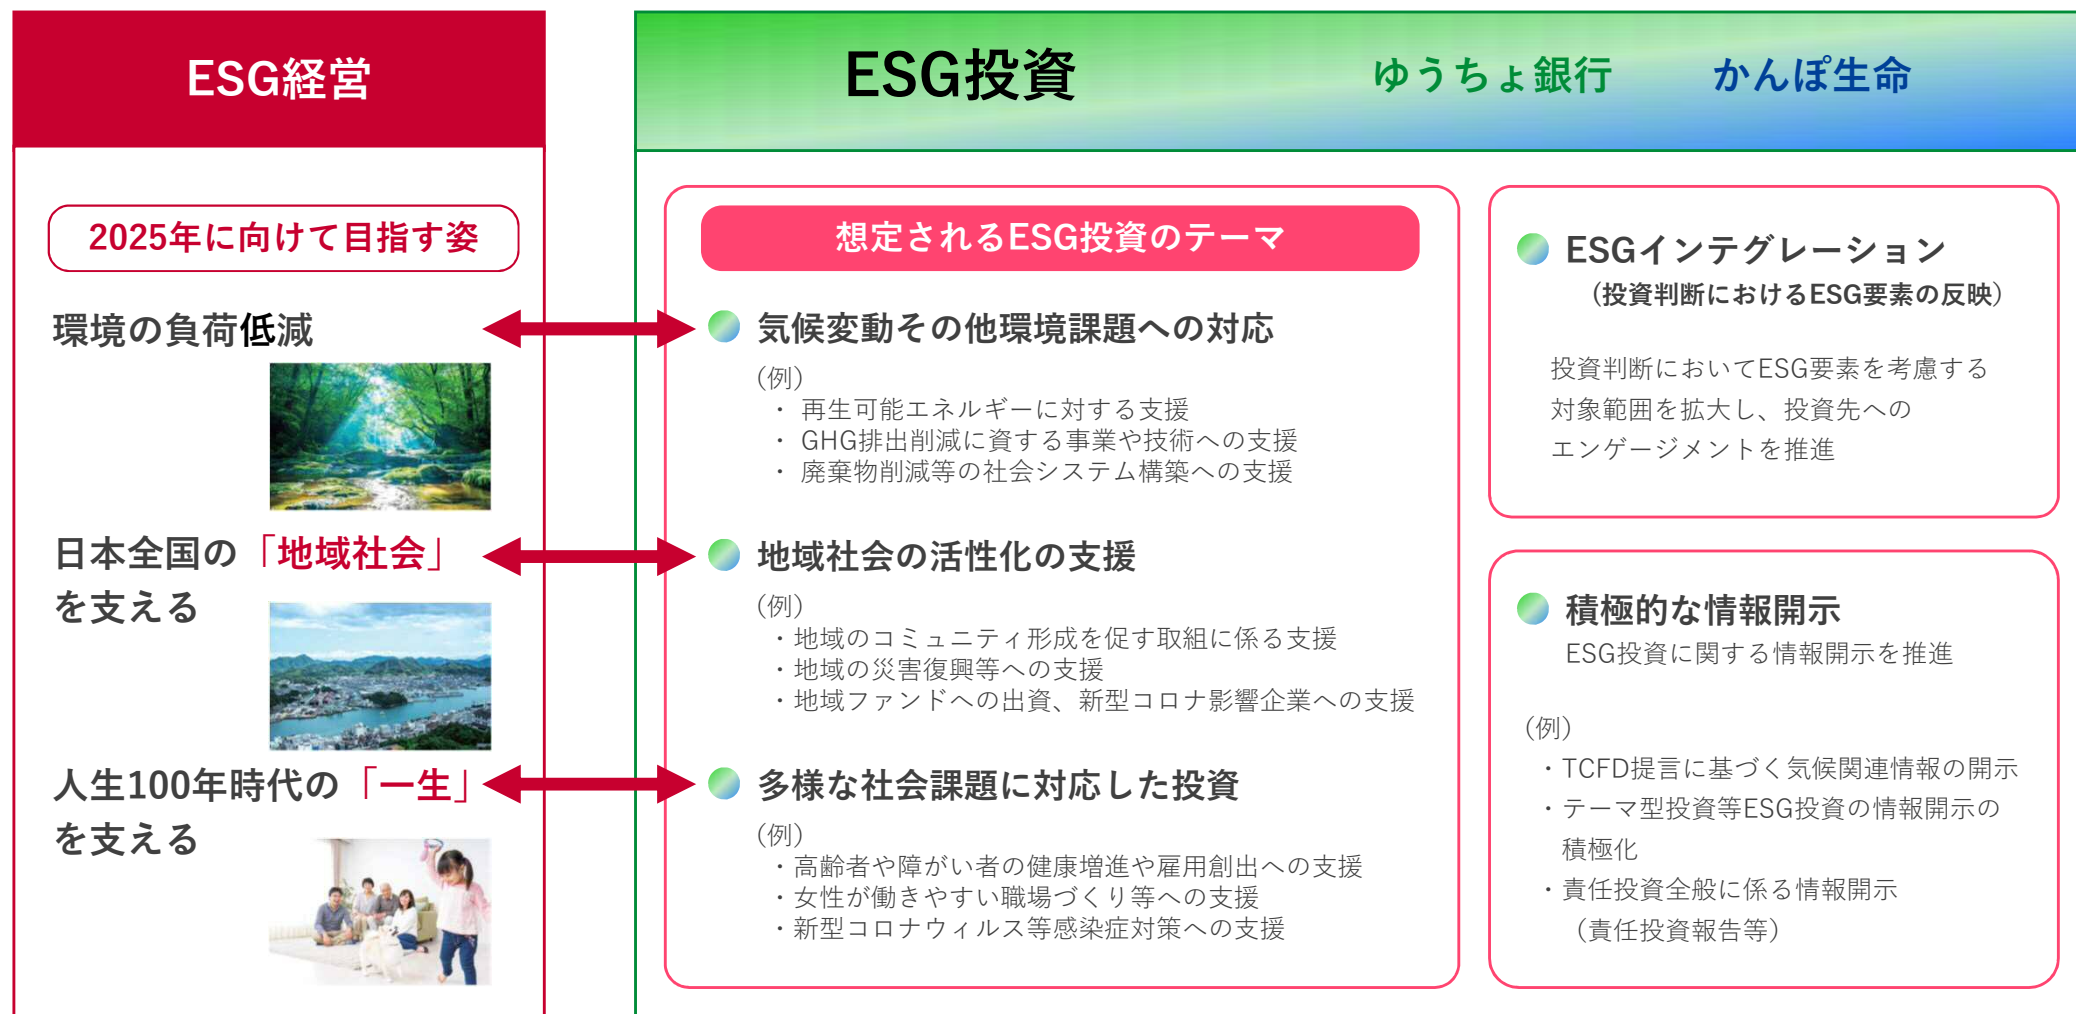 ESG経営
2025年に向けて目指す姿
環境の負荷低減
日本全国の「地域社会」
を支える
人生100年時代の「一生」
を支える
ESG投資
ゆうちょ銀行
かんぽ生命
想定されるESG投資のテーマ
気候変動その他環境課題への対応
(例)
・ 再生可能エネルギーに対する支援
・ GHG排出削減に資する事業や技術への支援
・ 廃棄物削減等の社会システム構築への支援
地域社会の活性化の支援
(例)
・地域のコミュニティ形成を促す取組に係る支援
・地域の災害復興等への支援
・地域ファンドへの出資、新型コロナ影響企業への支援
多様な社会課題に対応した投資
(例)
・高齢者や障がい者の健康増進や雇用創出への支援
・女性が働きやすい職場づくり等への支援
・新型コロナウィルス等感染症対策への支援
ESGインテグレーション
(投資判断におけるESG要素の反映)
投資判断においてESG要素を考慮する
対象範囲を拡大し、投資先への
エンゲージメントを推進
積極的な情報開示
ESG投資に関する情報開示を推進
(例)
・TCFD提言に基づく気候関連情報の開示
・テーマ型投資等ESG投資の情報開示の
積極化
・責任投資全般に係る情報開示
（責任投資報告等）